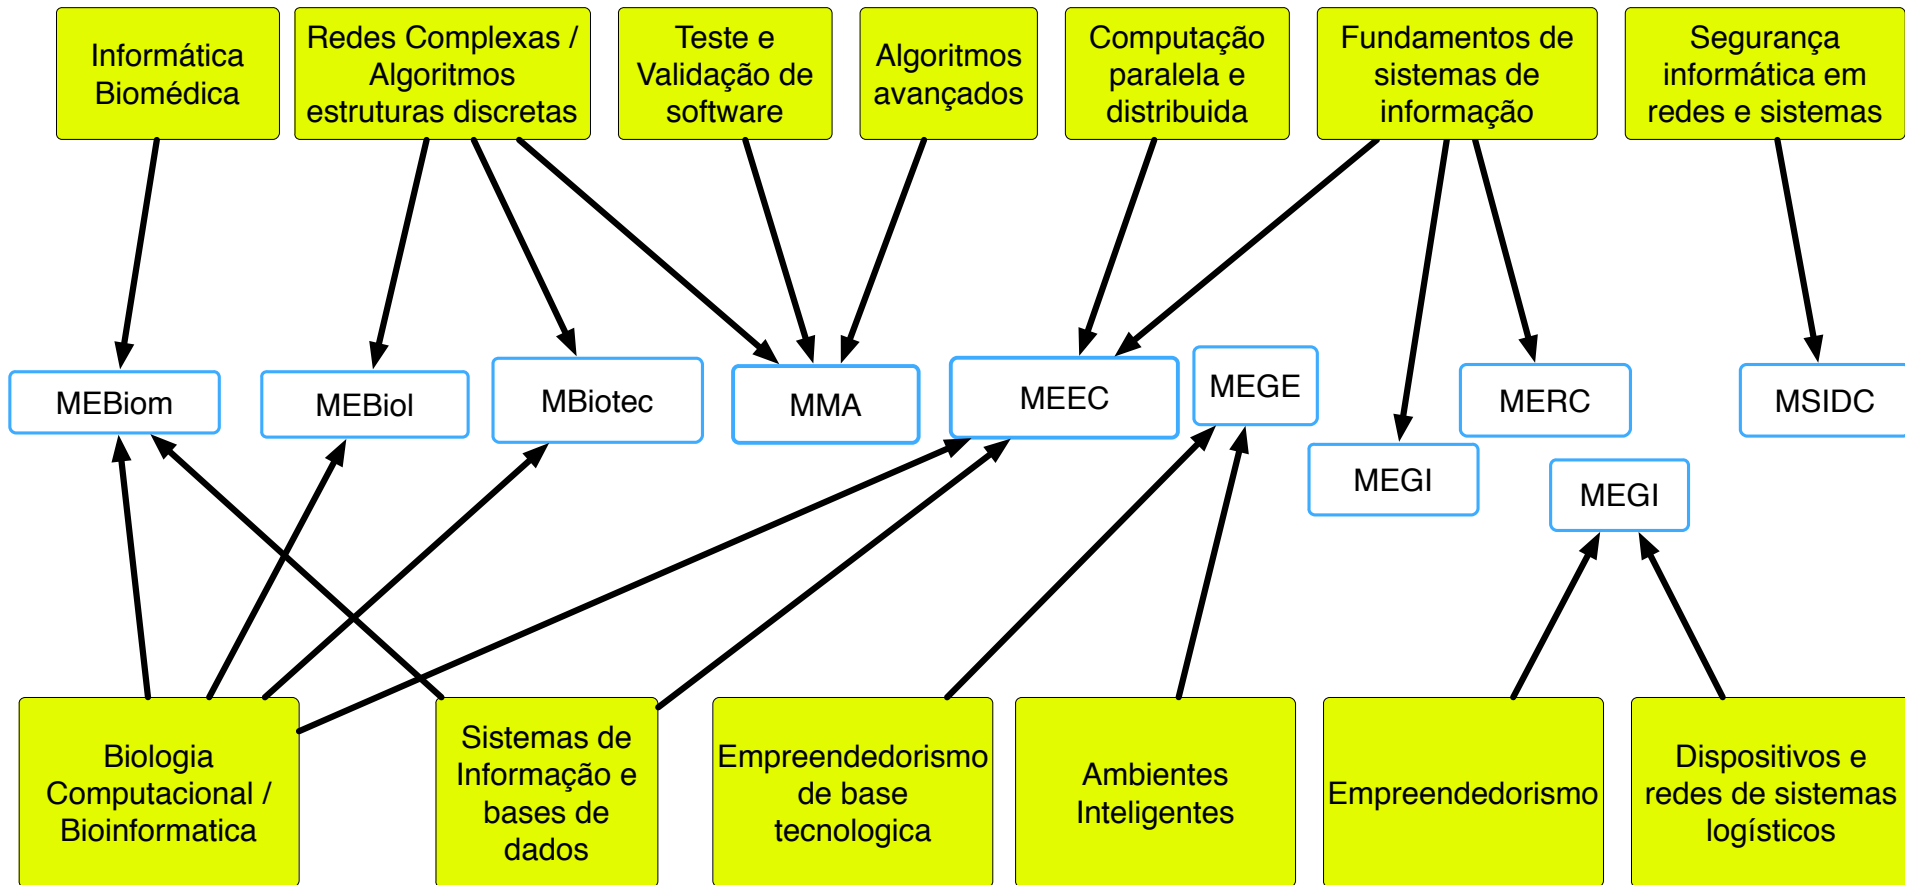 Informática
Biomédica
Redes Complexas /
Algoritmos
estruturas discretas
Teste e
Validação de
software
Algoritmos
avançados
Computação
paralela e
distribuida
Fundamentos de
sistemas de
informação
Segurança
informática em
redes e sistemas
MEBiom
MEBiol
MBiotec
MMA
MEEC
MEGE
MEGI
MERC
MEGI
MSIDC
Biologia
Computacional /
Bioinformatica
Sistemas de
Informação e
bases de
dados
Empreendedorismo
de base
tecnologica
Ambientes
Inteligentes
Empreendedorismo
Dispositivos e
redes de sistemas
logísticos